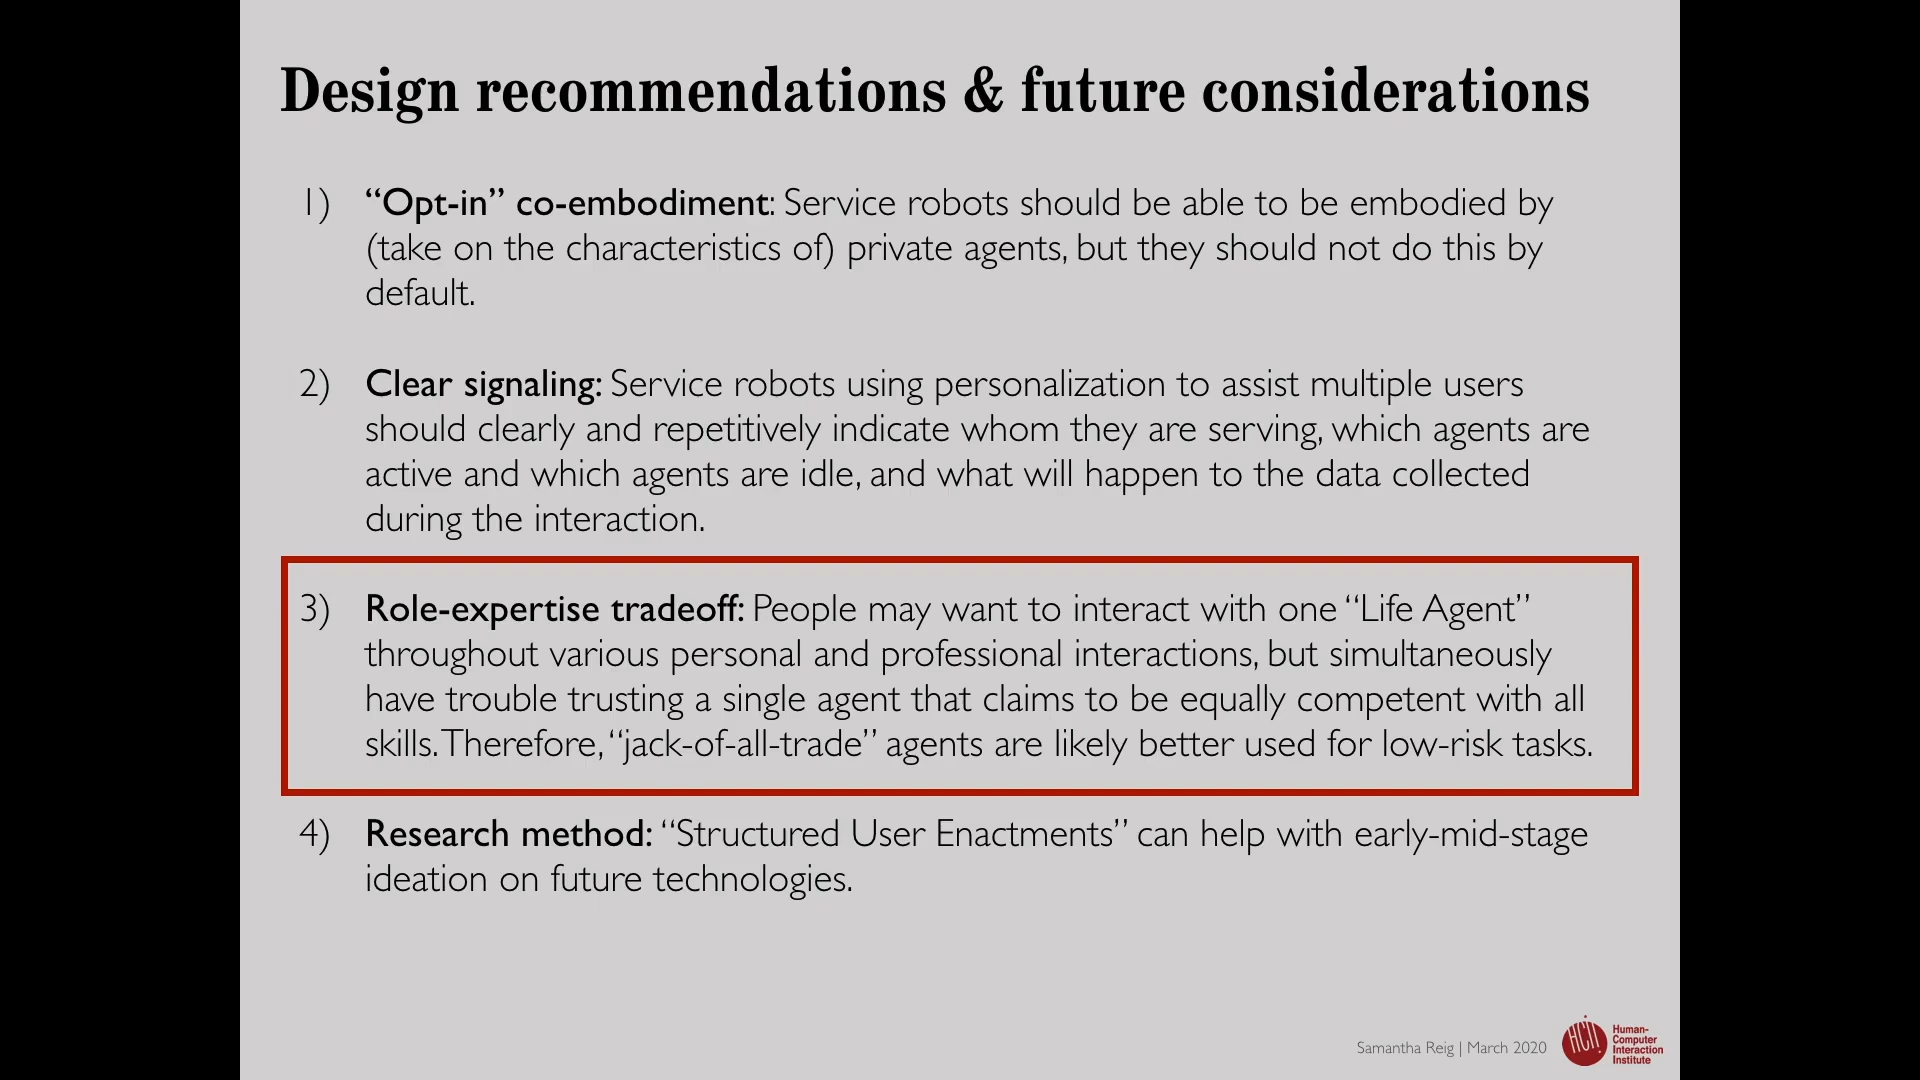 Design recommendations & future considerations
1) “Opt-in” co-embodiment: Service robots should be able to be embodied by
(take on the characteristics of) private agents, but they should not do this by
default.
2) Clear signaling: Service robots using personalization to assist multiple users
should clearly and repetitively indicate whom they are serving, which agents are
active and which agents are idle, and what will happen to the data collected
during the interaction.
3) Role-expertise tradeoff: People may want to interact with one “Life Agent”
throughout various personal and professional interactions, but simultaneously
have trouble trusting a single agent that claims to be equally competent with all
skills. Therefore, “jack-of-all-trade” agents are likely better used for low-risk tasks.
4) Research method: “Structured User Enactments” can help with early-mid-stage
ideation on future technologies.
Samantha Reig | March 2020
HCII
Human-
Computer
Interaction
Institute